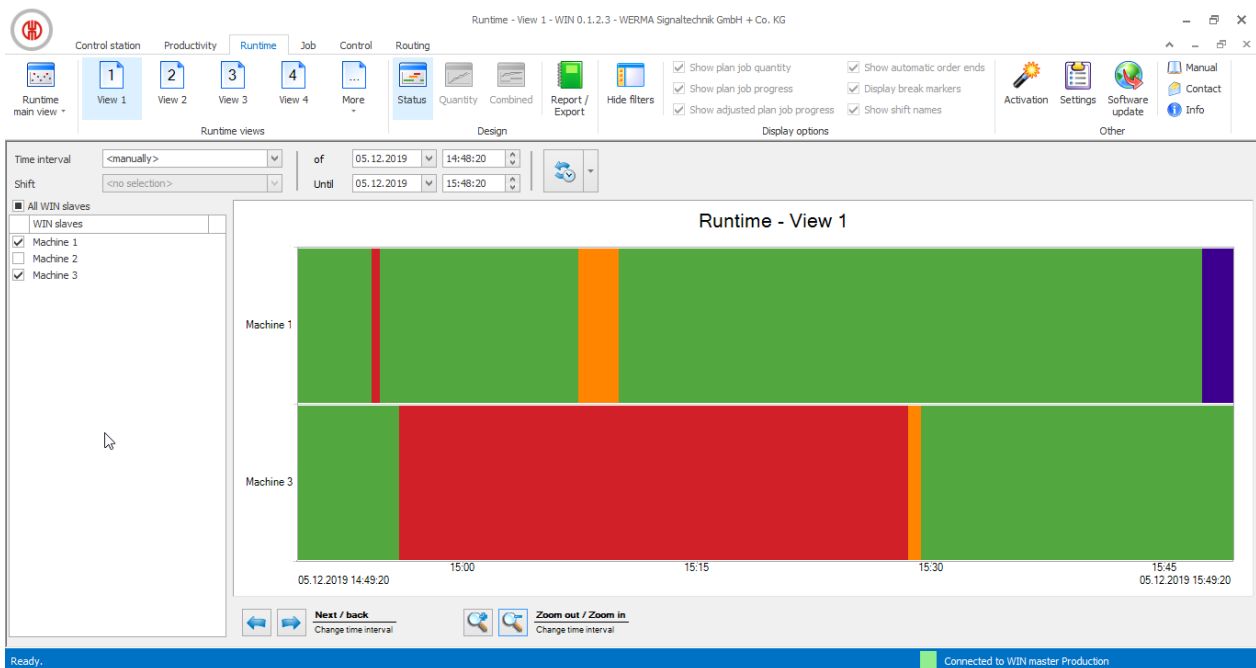 Runtime - View 1 - WIN 0.1.2.3 - WERMA Signaltechnik GmbH + Co. KG
Control station Productivity Runtime Job Control Routing
Runtime main view
1 View 1
2 View 2
3 View 3
4 View 4
... More
Runtime views
Status Quantity Combined
Design
Report / Export
Hide filters
Show plan job quantity
Show plan job progress
Show adjusted plan job progress
Show automatic order ends
Display break markers
Show shift names
Display options
Activation Settings Software update
Manual
Contact
Info
Other
Time interval <manually> of 05.12.2019 14:48:20
Shift <no selection> Until 05.12.2019 15:48:20
All WIN slaves
WIN slaves
Machine 1
Machine 2
Machine 3
Runtime - View 1
Machine 1
Machine 3
15:00 15:15 15:30 15:45
05.12.2019 14:49:20 05.12.2019 15:49:20
Next / back
Change time interval
Zoom out / Zoom in
Change time interval
Ready. Connected to WIN master Production